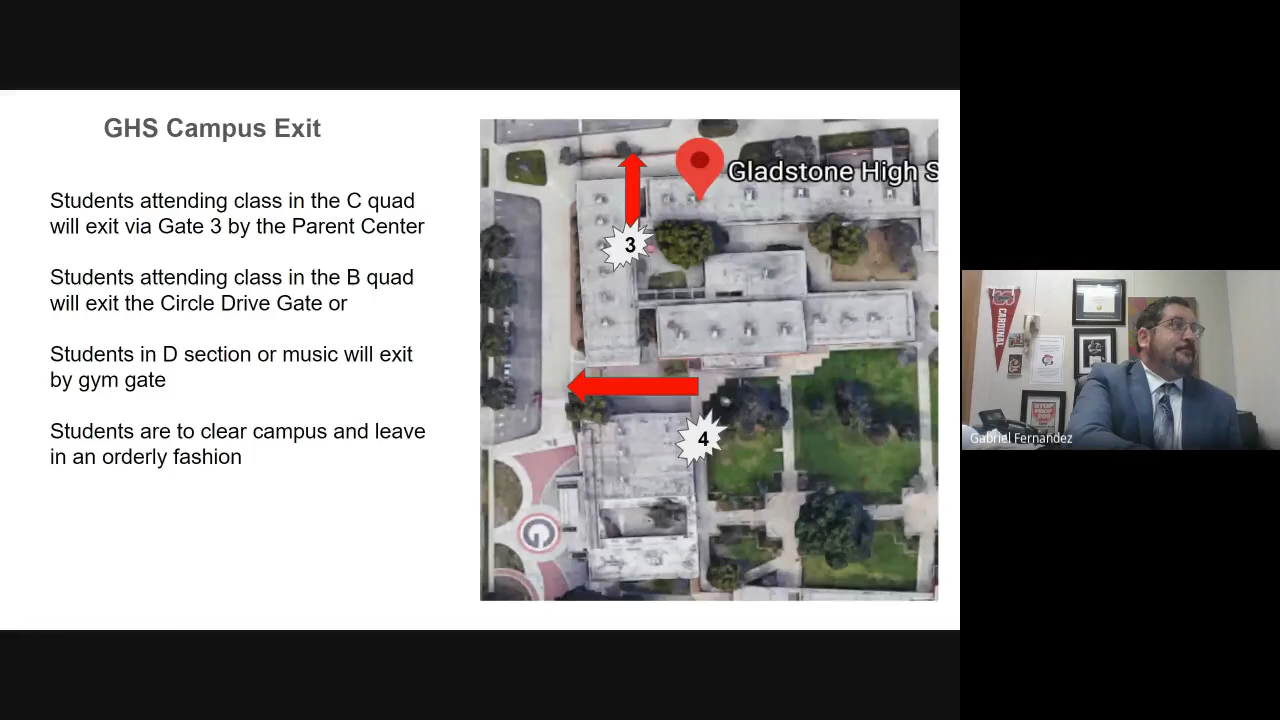 GHS Campus Exit
Students attending class in the C quad
will exit via Gate 3 by the Parent Center
Students attending class in the B quad
will exit the Circle Drive Gate or
Students in D section or music will exit
by gym gate
Students are to clear campus and leave
in an orderly fashion
Gladstone High S
3
4
G
CARDINAL
STOP
Gabriel Fernandez